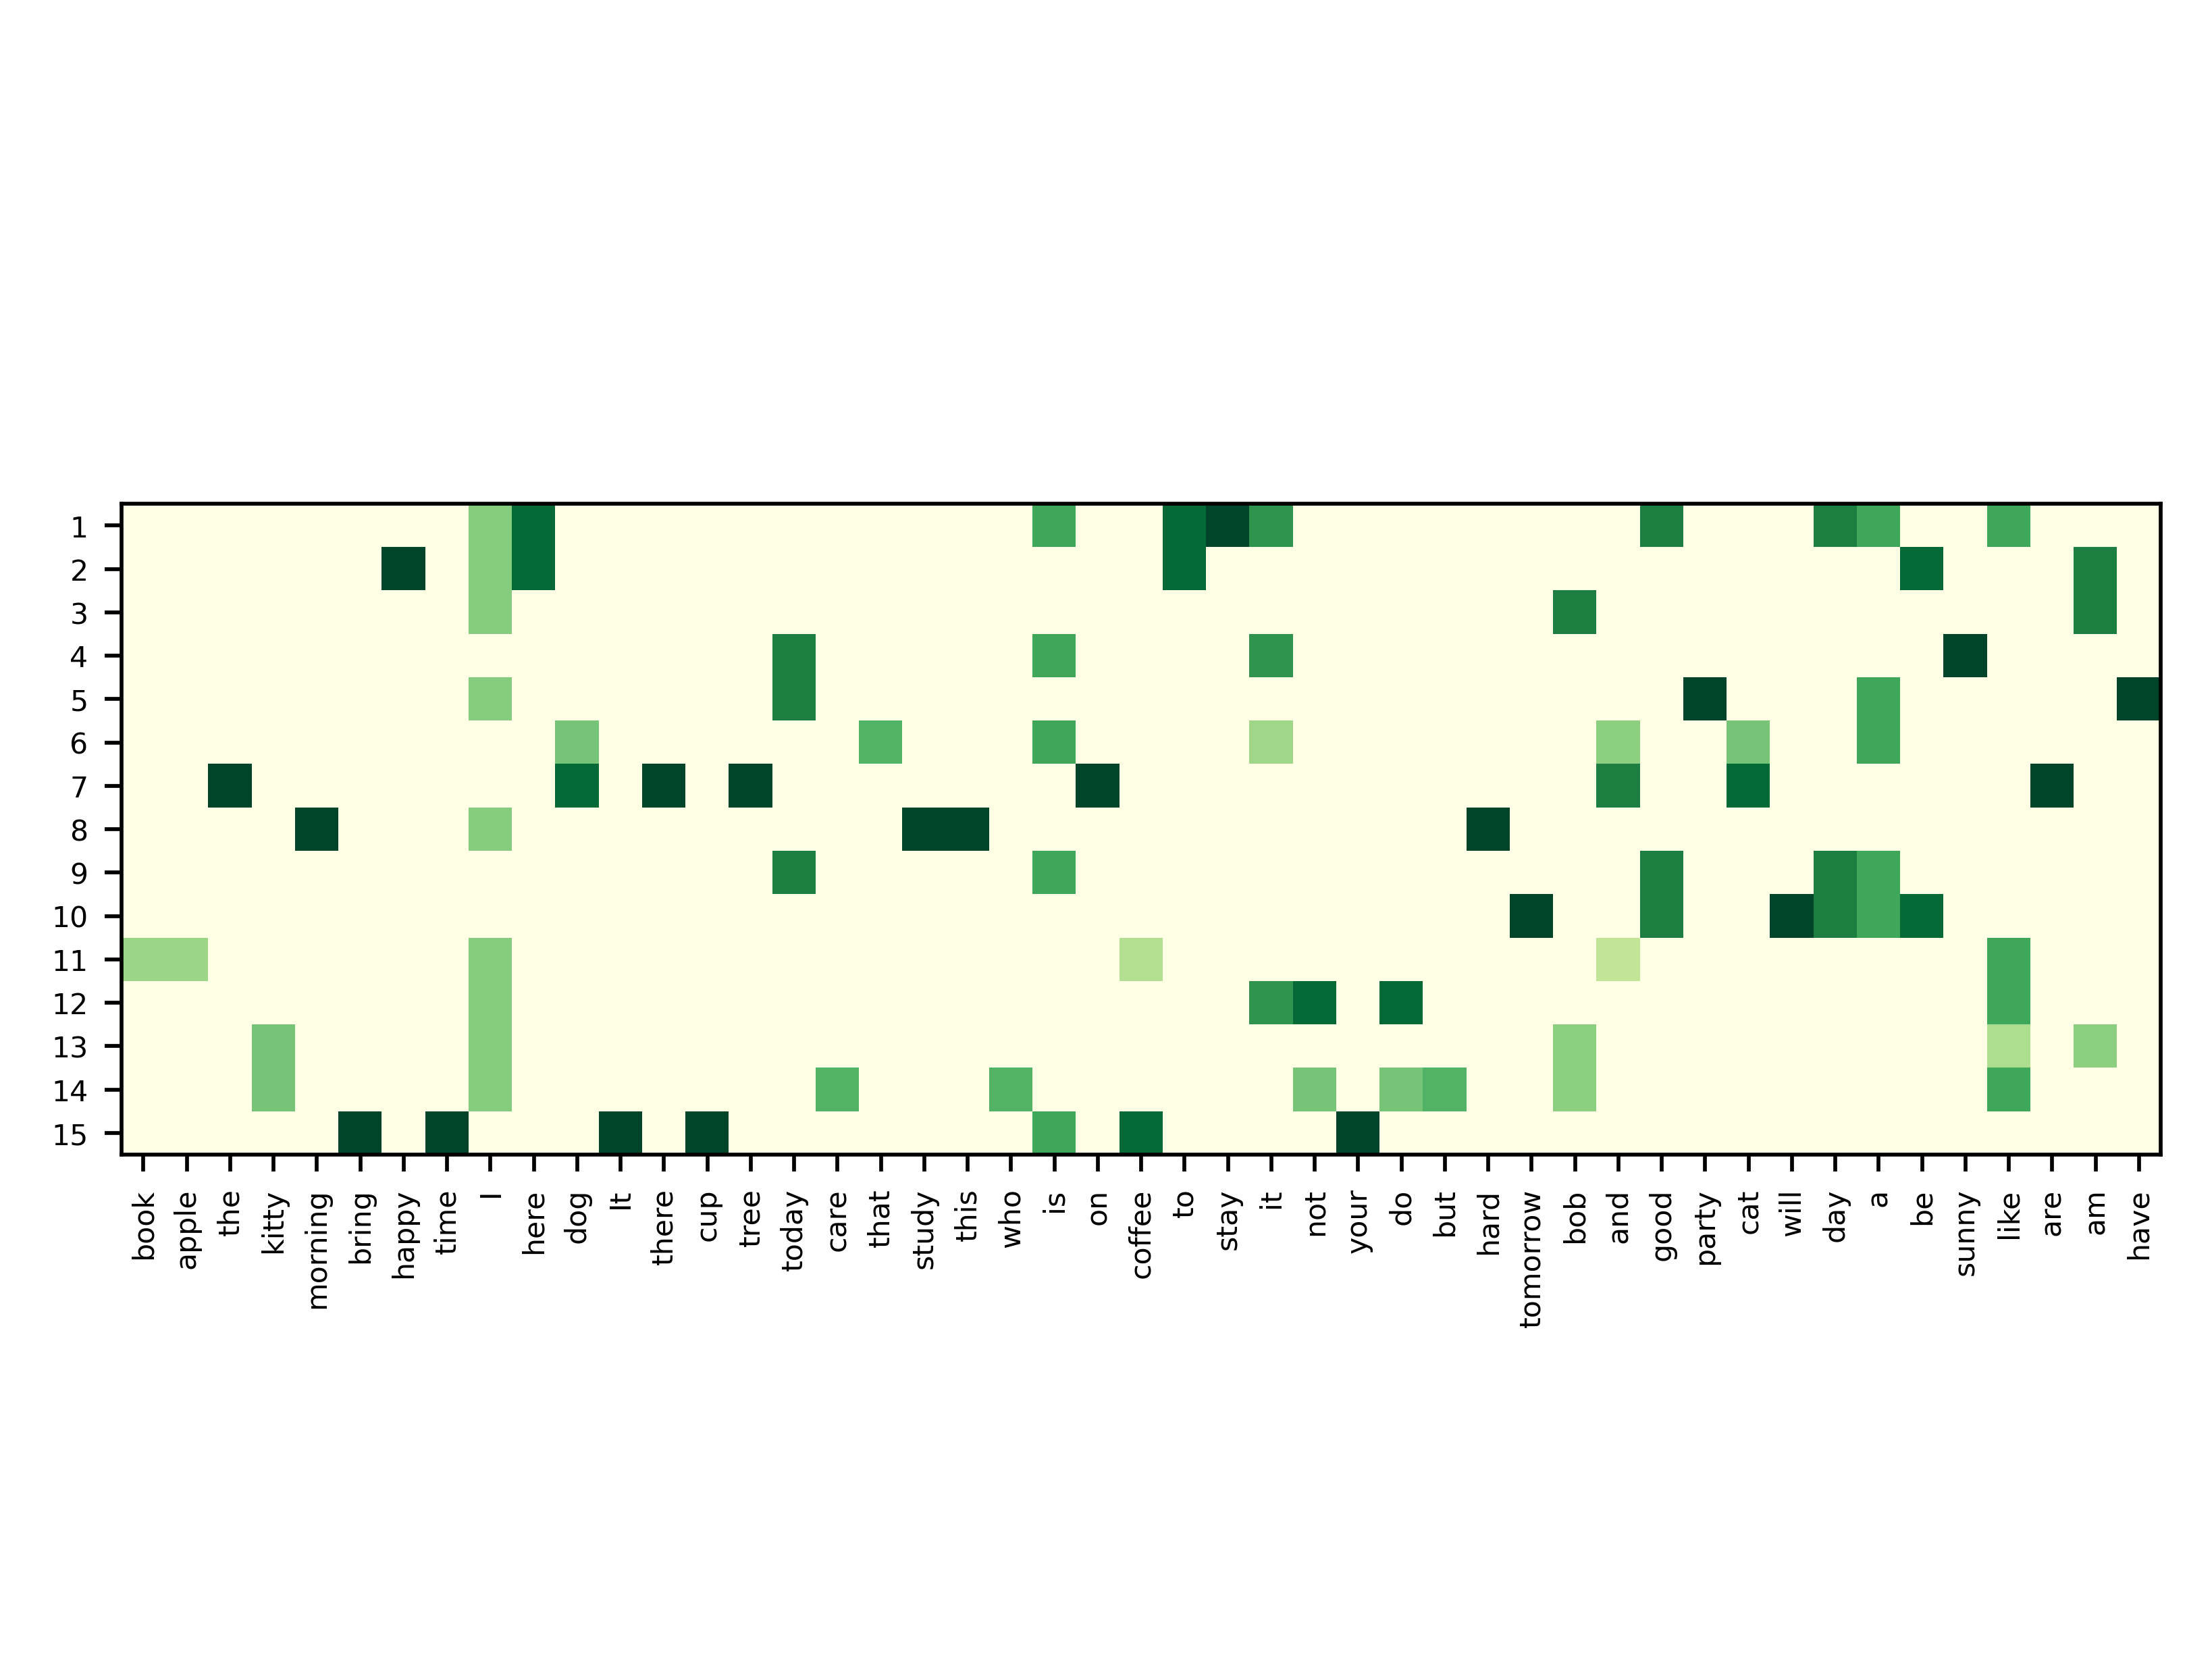 1
2
3
4
5
6
7
8
9
10
11
12
13
14
15
book
apple
the
kitty
morning
bring
happy
time
I
here
dog
It
there
cup
tree
today
care
that
study
this
who
is
on
coffee
to
stay
it
not
your
do
but
hard
tomorrow
bob
and
good
party
cat
will
day
a
be
sunny
like
are
am
have